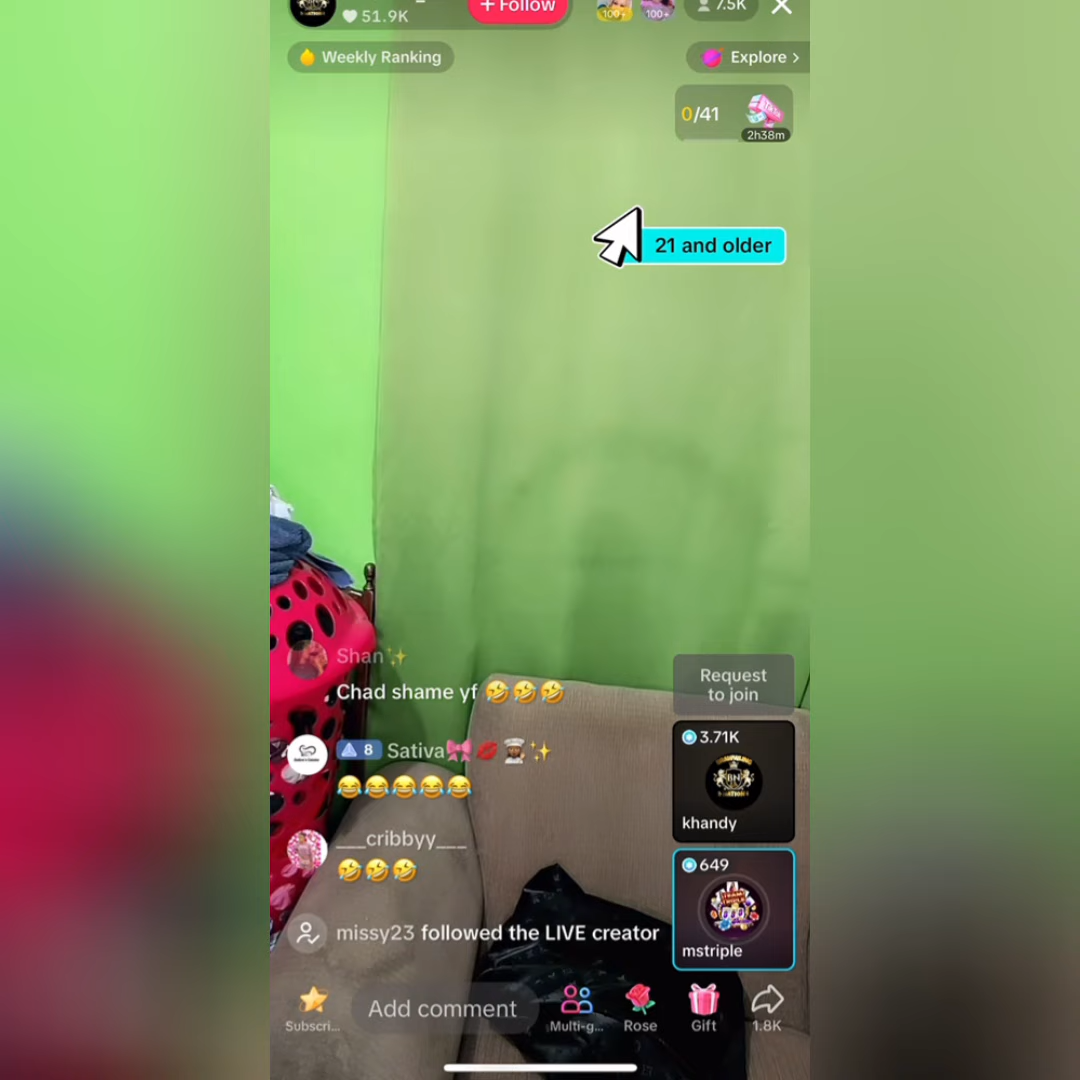 51.9K
+ Follow
100+
100+
7.5K
Weekly Ranking
Explore >
0/41
2h38m
21 and older
Shan✨
Chad shame yf 🤣🤣🤣
Request
to join
3.71K
BN
khandy
8 Sativa🎀💋👩🏾‍🍳✨
😂😂😂😂😂
___cribbyy___
🤣🤣🤣
649
TEAM
mstriple
missy23 followed the LIVE creator
Subscri...
Add comment
Multi-g...
Rose
Gift
1.8K